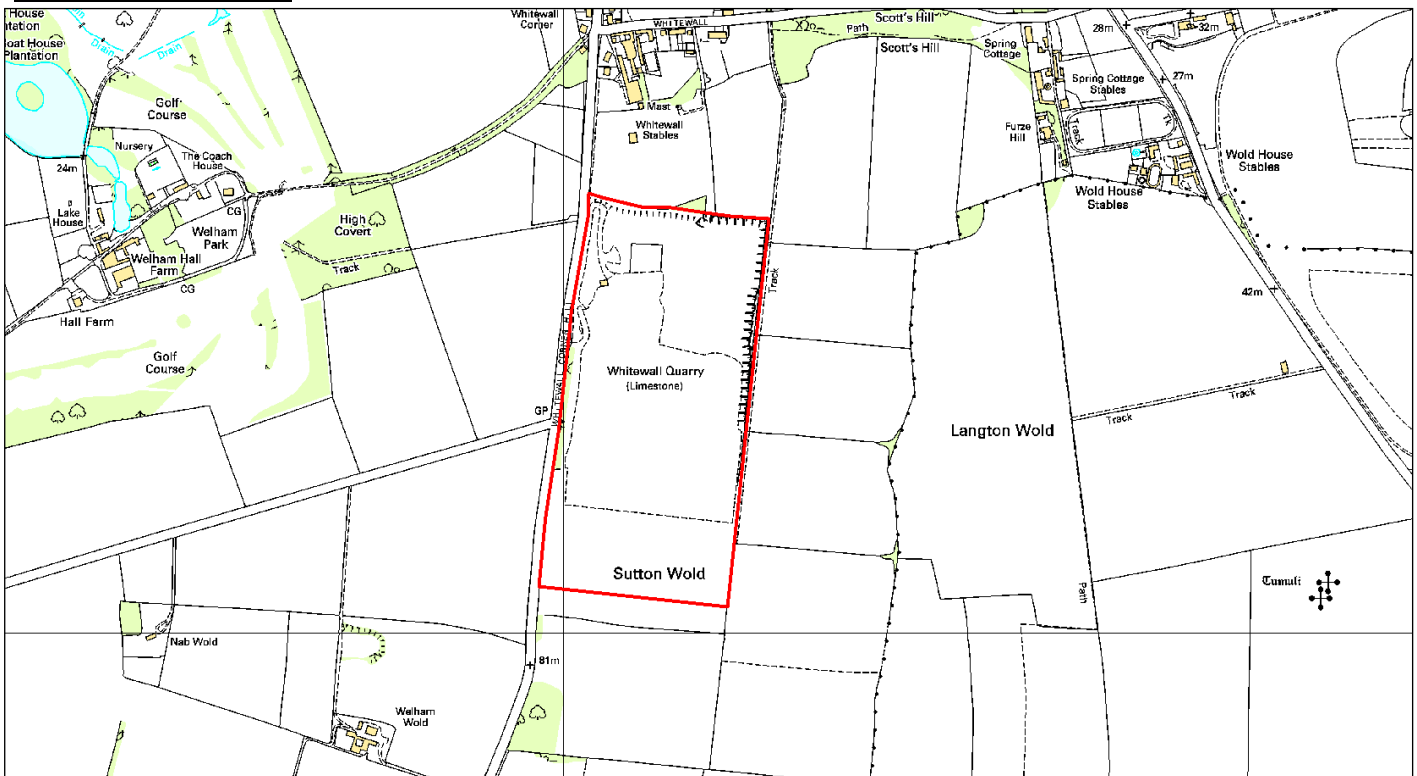 House
ntation
Drain
oat House
Plantation
Drain
Whitewall
Corner
WHITEWALL
Path
Scott's Hill
Scott's Hill
Spring
Cottage
28m
32m
27m
Spring Cottage
Stables
Track
Tk
Furze
Hill
Golf
Course
Mast
Whitewall
Stables
Nursery
The Coach
House
24m
Lake
House
CG
Welham
Park
Welham Hall
Farm
CG
Hall Farm
High
Covert
Track
Wold House
Stables
Wold House
Stables
42m
Track
Golf
Course
Whitewall Quarry
(Limestone)
WHITEWALL CORNER HILL
GP
Langton Wold
Track
Track
Sutton Wold
Tumuli
Path
Nab Wold
81m
Welham
Wold